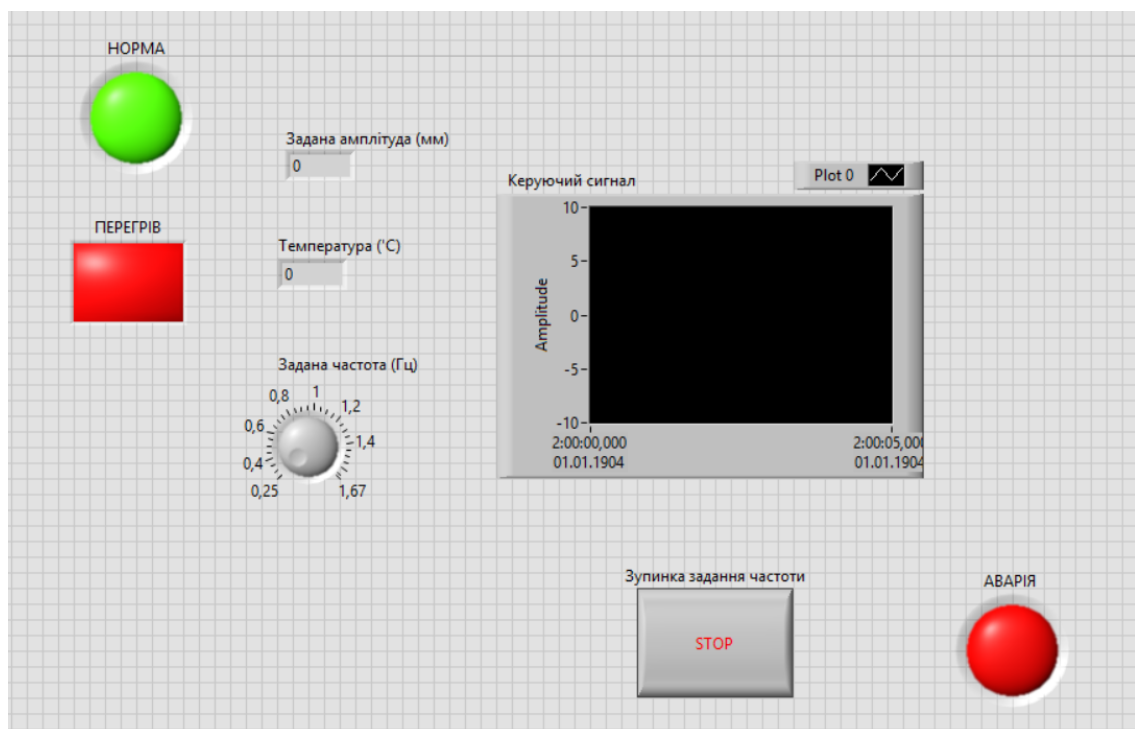 НОРМА
Задана амплітуда (мм)
0
Керуючий сигнал
Plot 0
ПЕРЕГРІВ
Температура ('С)
0
Amplitude
10
5
0
-5
-10
2:00:00,000
01.01.1904
2:00:05,000
01.01.1904
Задана частота (Гц)
0,25
0,4
0,6
0,8
1
1,2
1,4
1,67
Зупинка задання частоти
STOP
АВАРІЯ